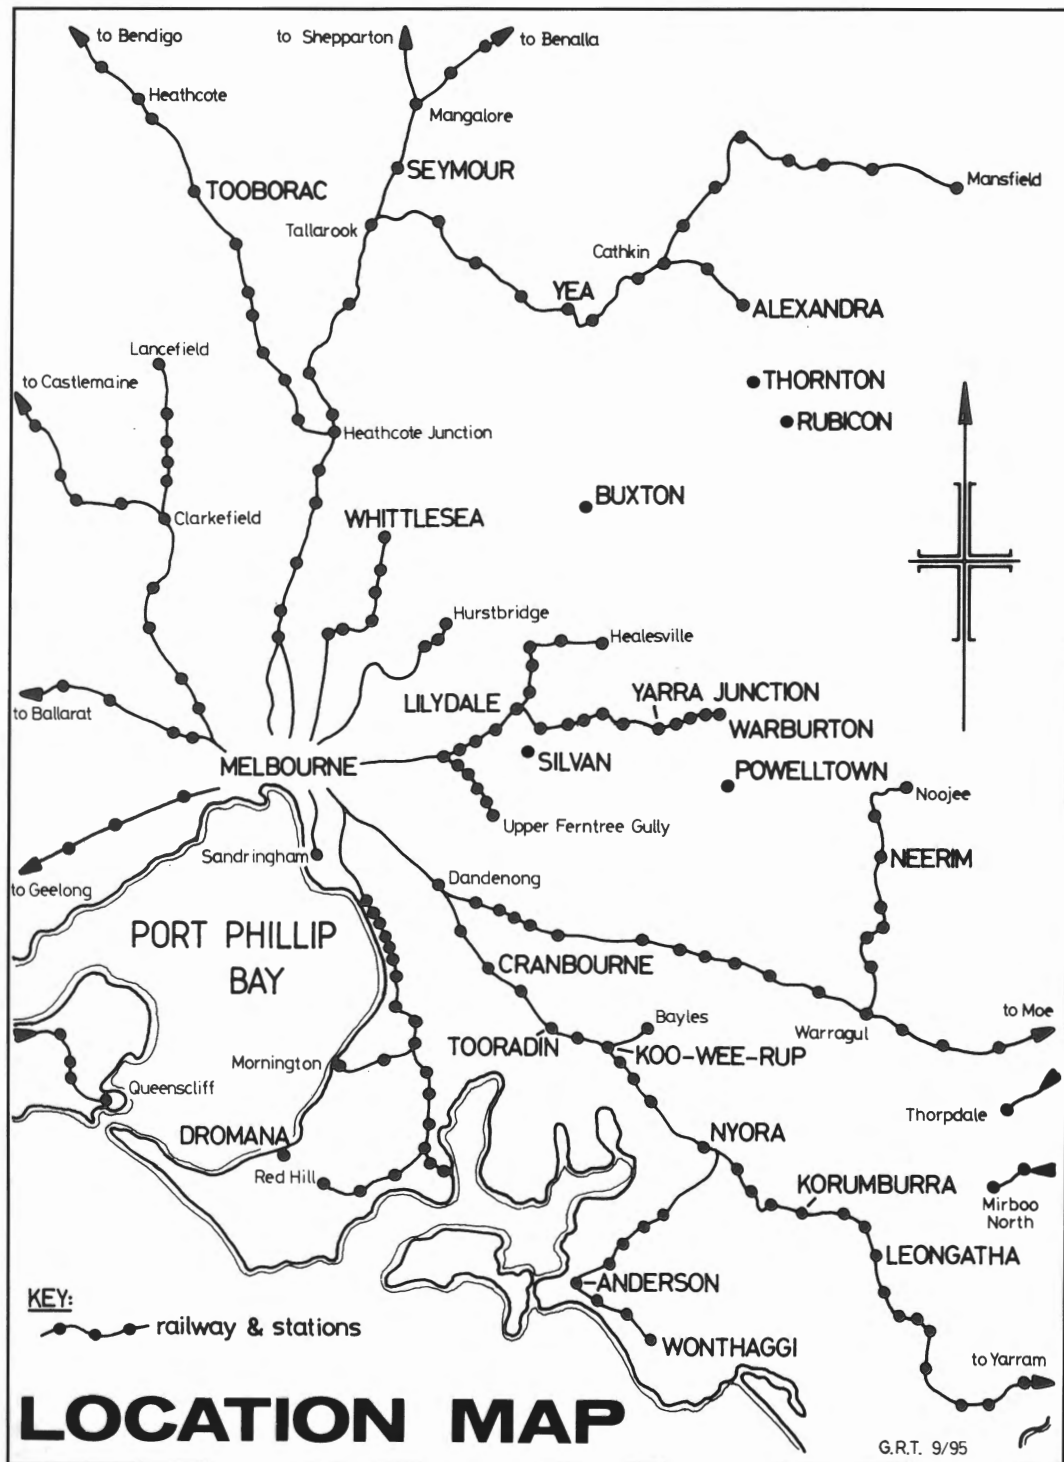 to Bendigo
to Shepparton
to Benalla
Heathcote
Mangalore
SEYMOUR
TOOBORAC
Mansfield
Tallarook
Cathkin
YEA
ALEXANDRA
Lancefield
to Castlemaine
THORNTON
RUBICON
Heathcote Junction
BUXTON
Clarkefield
WHITTLESEA
Hurstbridge
Healesville
LILYDALE
YARRA JUNCTION
to Ballarat
WARBURTON
MELBOURNE
SILVAN
POWELLTOWN
Noojee
Upper Ferntree Gully
Sandringham
NEERIM
to Geelong
Dandenong
PORT PHILLIP
BAY
CRANBOURNE
Bayles
to Moe
TOORADIN
Warragul
KOO-WEE-RUP
Mornington
Queenscliff
Thorpdale
DROMANA
NYORA
Red Hill
KORUMBURRA
Mirboo
North
LEONGATHA
ANDERSON
KEY:
railway & stations
WONTHAGGI
to Yarram
LOCATION MAP
G.R.T. 9/95